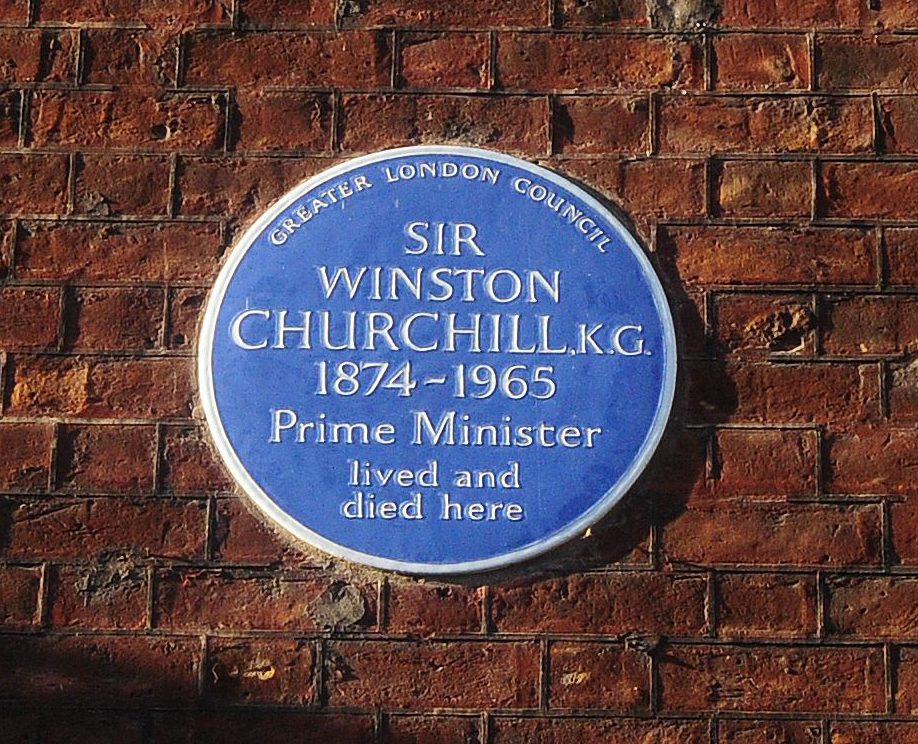 GREATER LONDON COUNCIL
SIR
WINSTON
CHURCHILL, K.G.
1874-1965
Prime Minister
lived and
died here